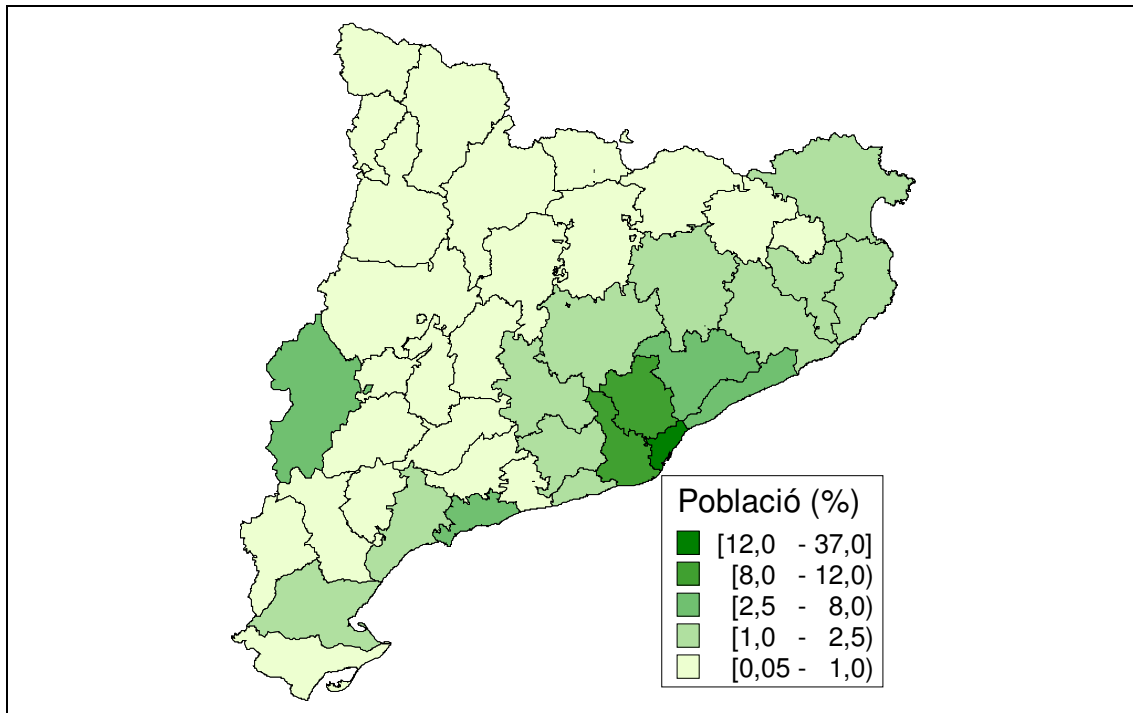 Població (%)
[12,0 - 37,0]
[8,0 - 12,0)
[2,5 - 8,0)
[1,0 - 2,5)
[0,05 - 1,0)